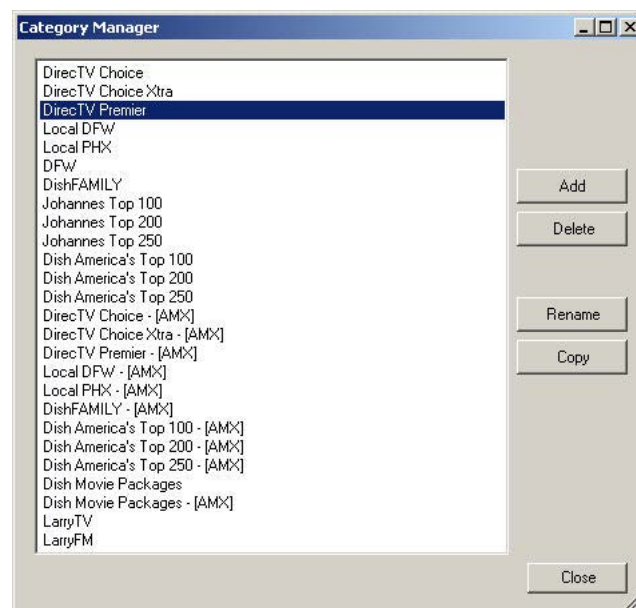 Category Manager
DirecTV Choice
DirecTV Choice Xtra
DirecTV Premier
Local DFW
Local PHX
DFW
DishFAMILY
Johannes Top 100
Johannes Top 200
Johannes Top 250
Dish America's Top 100
Dish America's Top 200
Dish America's Top 250
DirecTV Choice - [AMX]
DirecTV Choice Xtra - [AMX]
DirecTV Premier - [AMX]
Local DFW - [AMX]
Local PHX - [AMX]
DishFAMILY - [AMX]
Dish America's Top 100 - [AMX]
Dish America's Top 200 - [AMX]
Dish America's Top 250 - [AMX]
Dish Movie Packages
Dish Movie Packages - [AMX]
LarryTV
LarryFM
Add
Delete
Rename
Copy
Close